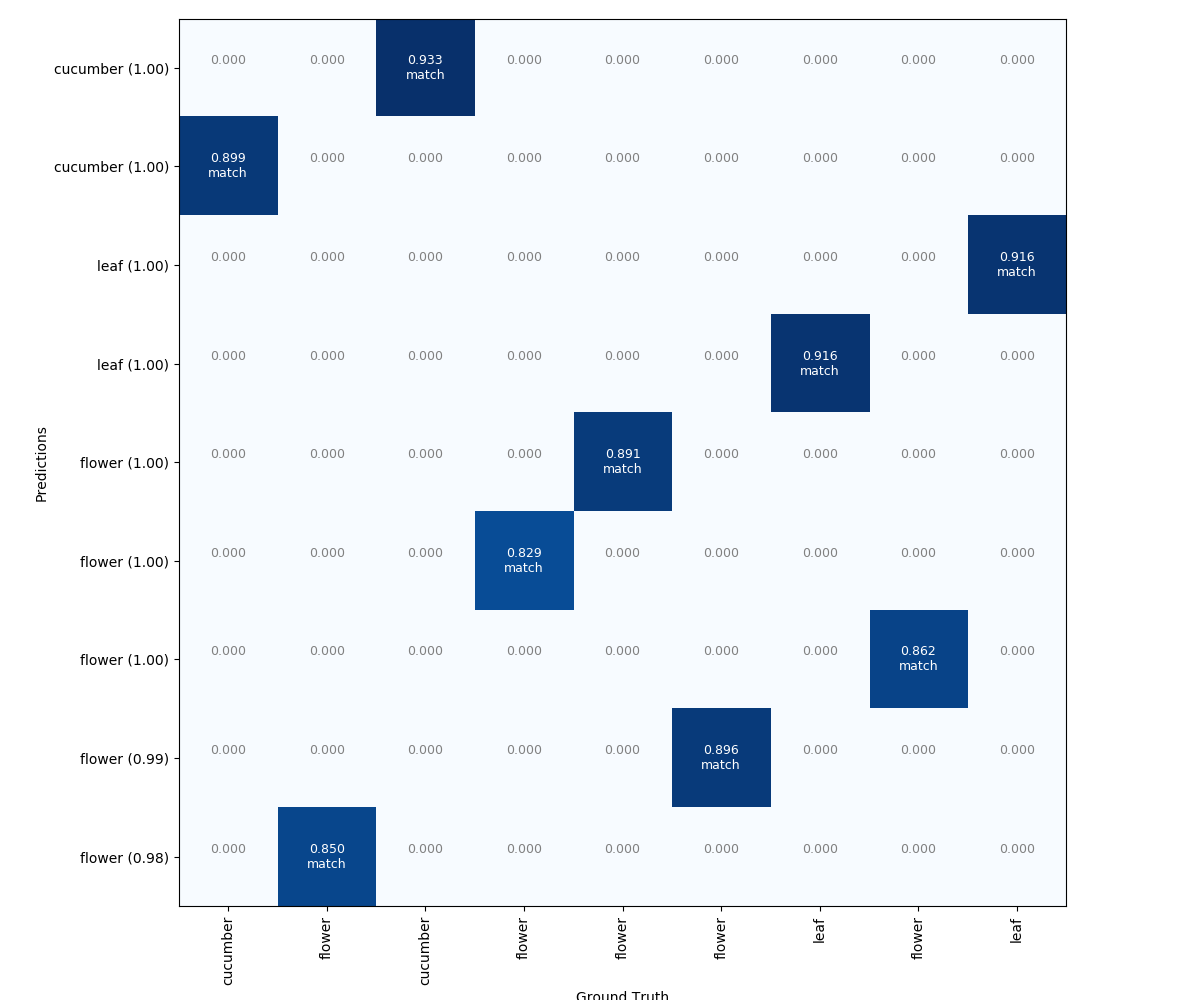 cucumber (1.00) 0.000 0.000 0.933 0.000 0.000 0.000 0.000 0.000 0.000
match
cucumber (1.00) 0.899 0.000 0.000 0.000 0.000 0.000 0.000 0.000 0.000
match
leaf (1.00) 0.000 0.000 0.000 0.000 0.000 0.000 0.000 0.000 0.916
match
leaf (1.00) 0.000 0.000 0.000 0.000 0.000 0.000 0.916 0.000 0.000
match
flower (1.00) 0.000 0.000 0.000 0.000 0.891 0.000 0.000 0.000 0.000
match
flower (1.00) 0.000 0.000 0.000 0.829 0.000 0.000 0.000 0.000 0.000
match
flower (1.00) 0.000 0.000 0.000 0.000 0.000 0.000 0.000 0.862 0.000
match
flower (0.99) 0.000 0.000 0.000 0.000 0.000 0.896 0.000 0.000 0.000
match
flower (0.98) 0.000 0.850 0.000 0.000 0.000 0.000 0.000 0.000 0.000
match
Predictions
cucumber flower cucumber flower flower flower leaf flower leaf
Ground Truth